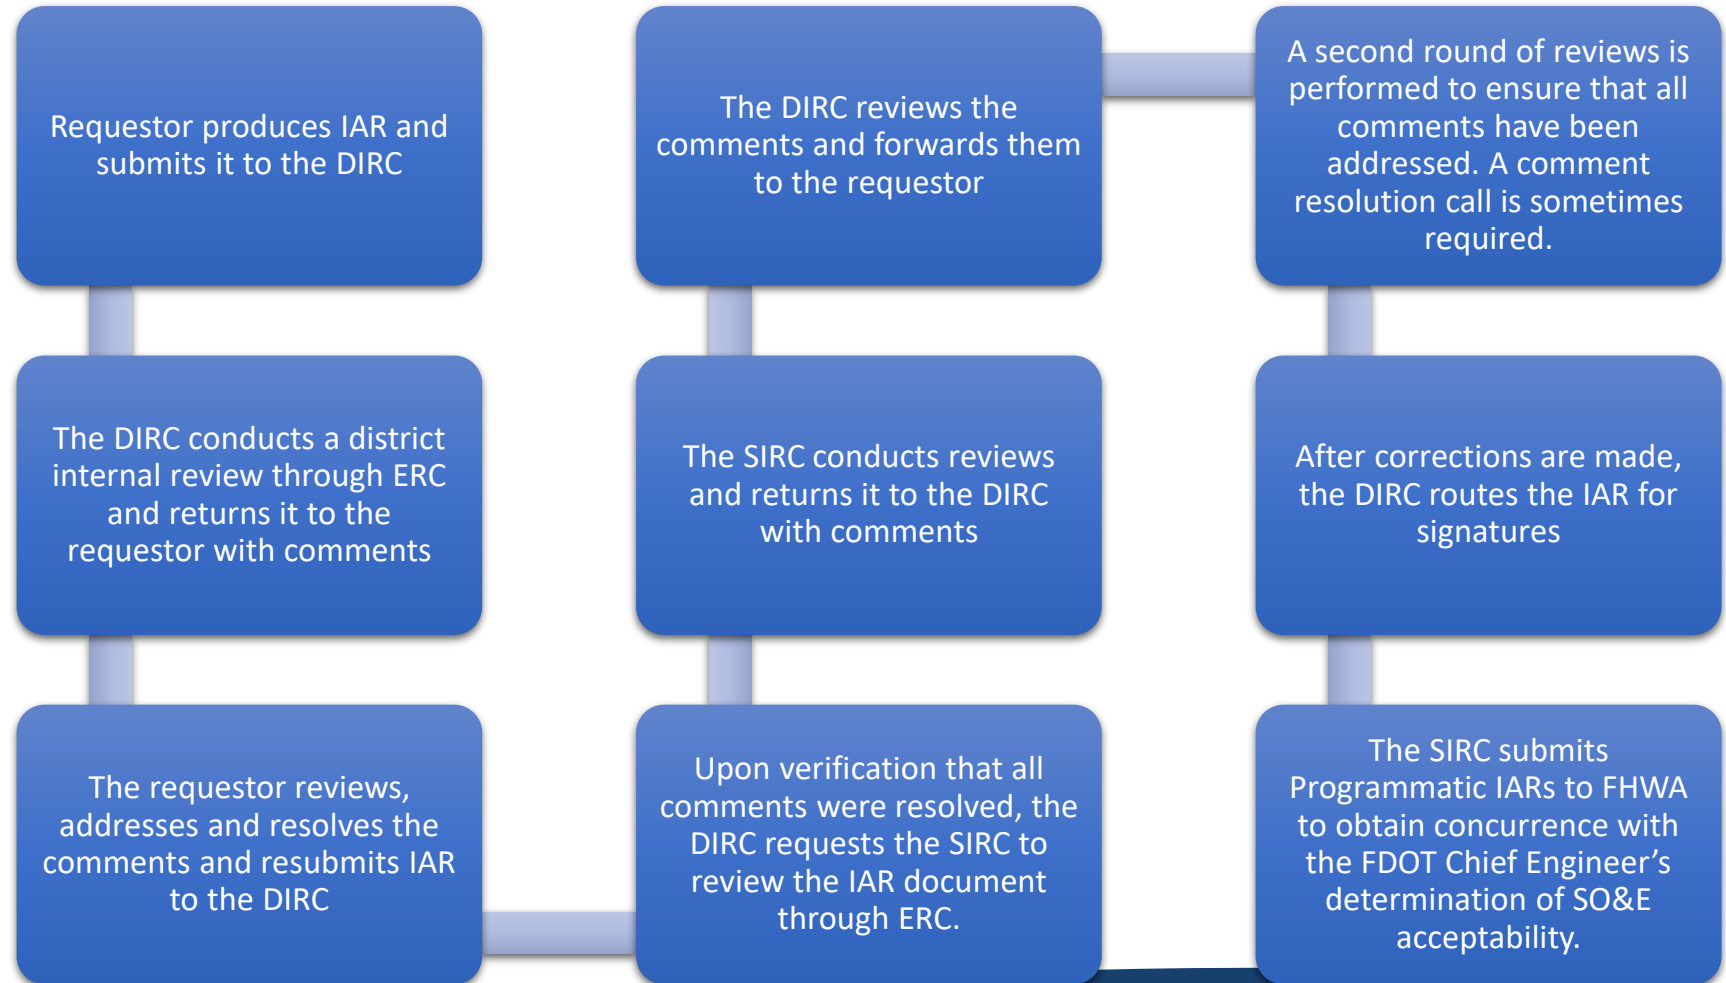 Requestor produces IAR and
submits it to the DIRC
The DIRC conducts a district
internal review through ERC
and returns it to the
requestor with comments
The requestor reviews,
addresses and resolves the
comments and resubmits IAR
to the DIRC
Upon verification that all
comments were resolved, the
DIRC requests the SIRC to
review the IAR document
through ERC.
The SIRC conducts reviews
and returns it to the DIRC
with comments
The DIRC reviews the
comments and forwards them
to the requestor
A second round of reviews is
performed to ensure that all
comments have been
addressed. A comment
resolution call is sometimes
required.
After corrections are made,
the DIRC routes the IAR for
signatures
The SIRC submits
Programmatic IARs to FHWA
to obtain concurrence with
the FDOT Chief Engineer’s
determination of SO&E
acceptability.